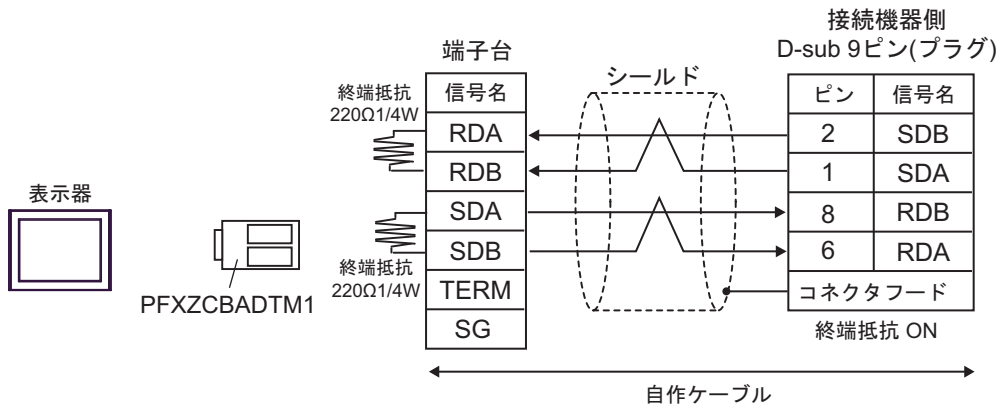 接続機器側
D-sub 9ピン(プラグ)
端子台
シールド
終端抵抗
220Ω1/4W
信号名
RDA
RDB
SDA
SDB
TERM
SG
ピン 信号名
2 SDB
1 SDA
8 RDB
6 RDA
コネクタフード
終端抵抗 ON
表示器
PFXZCBADTM1
終端抵抗
220Ω1/4W
自作ケーブル